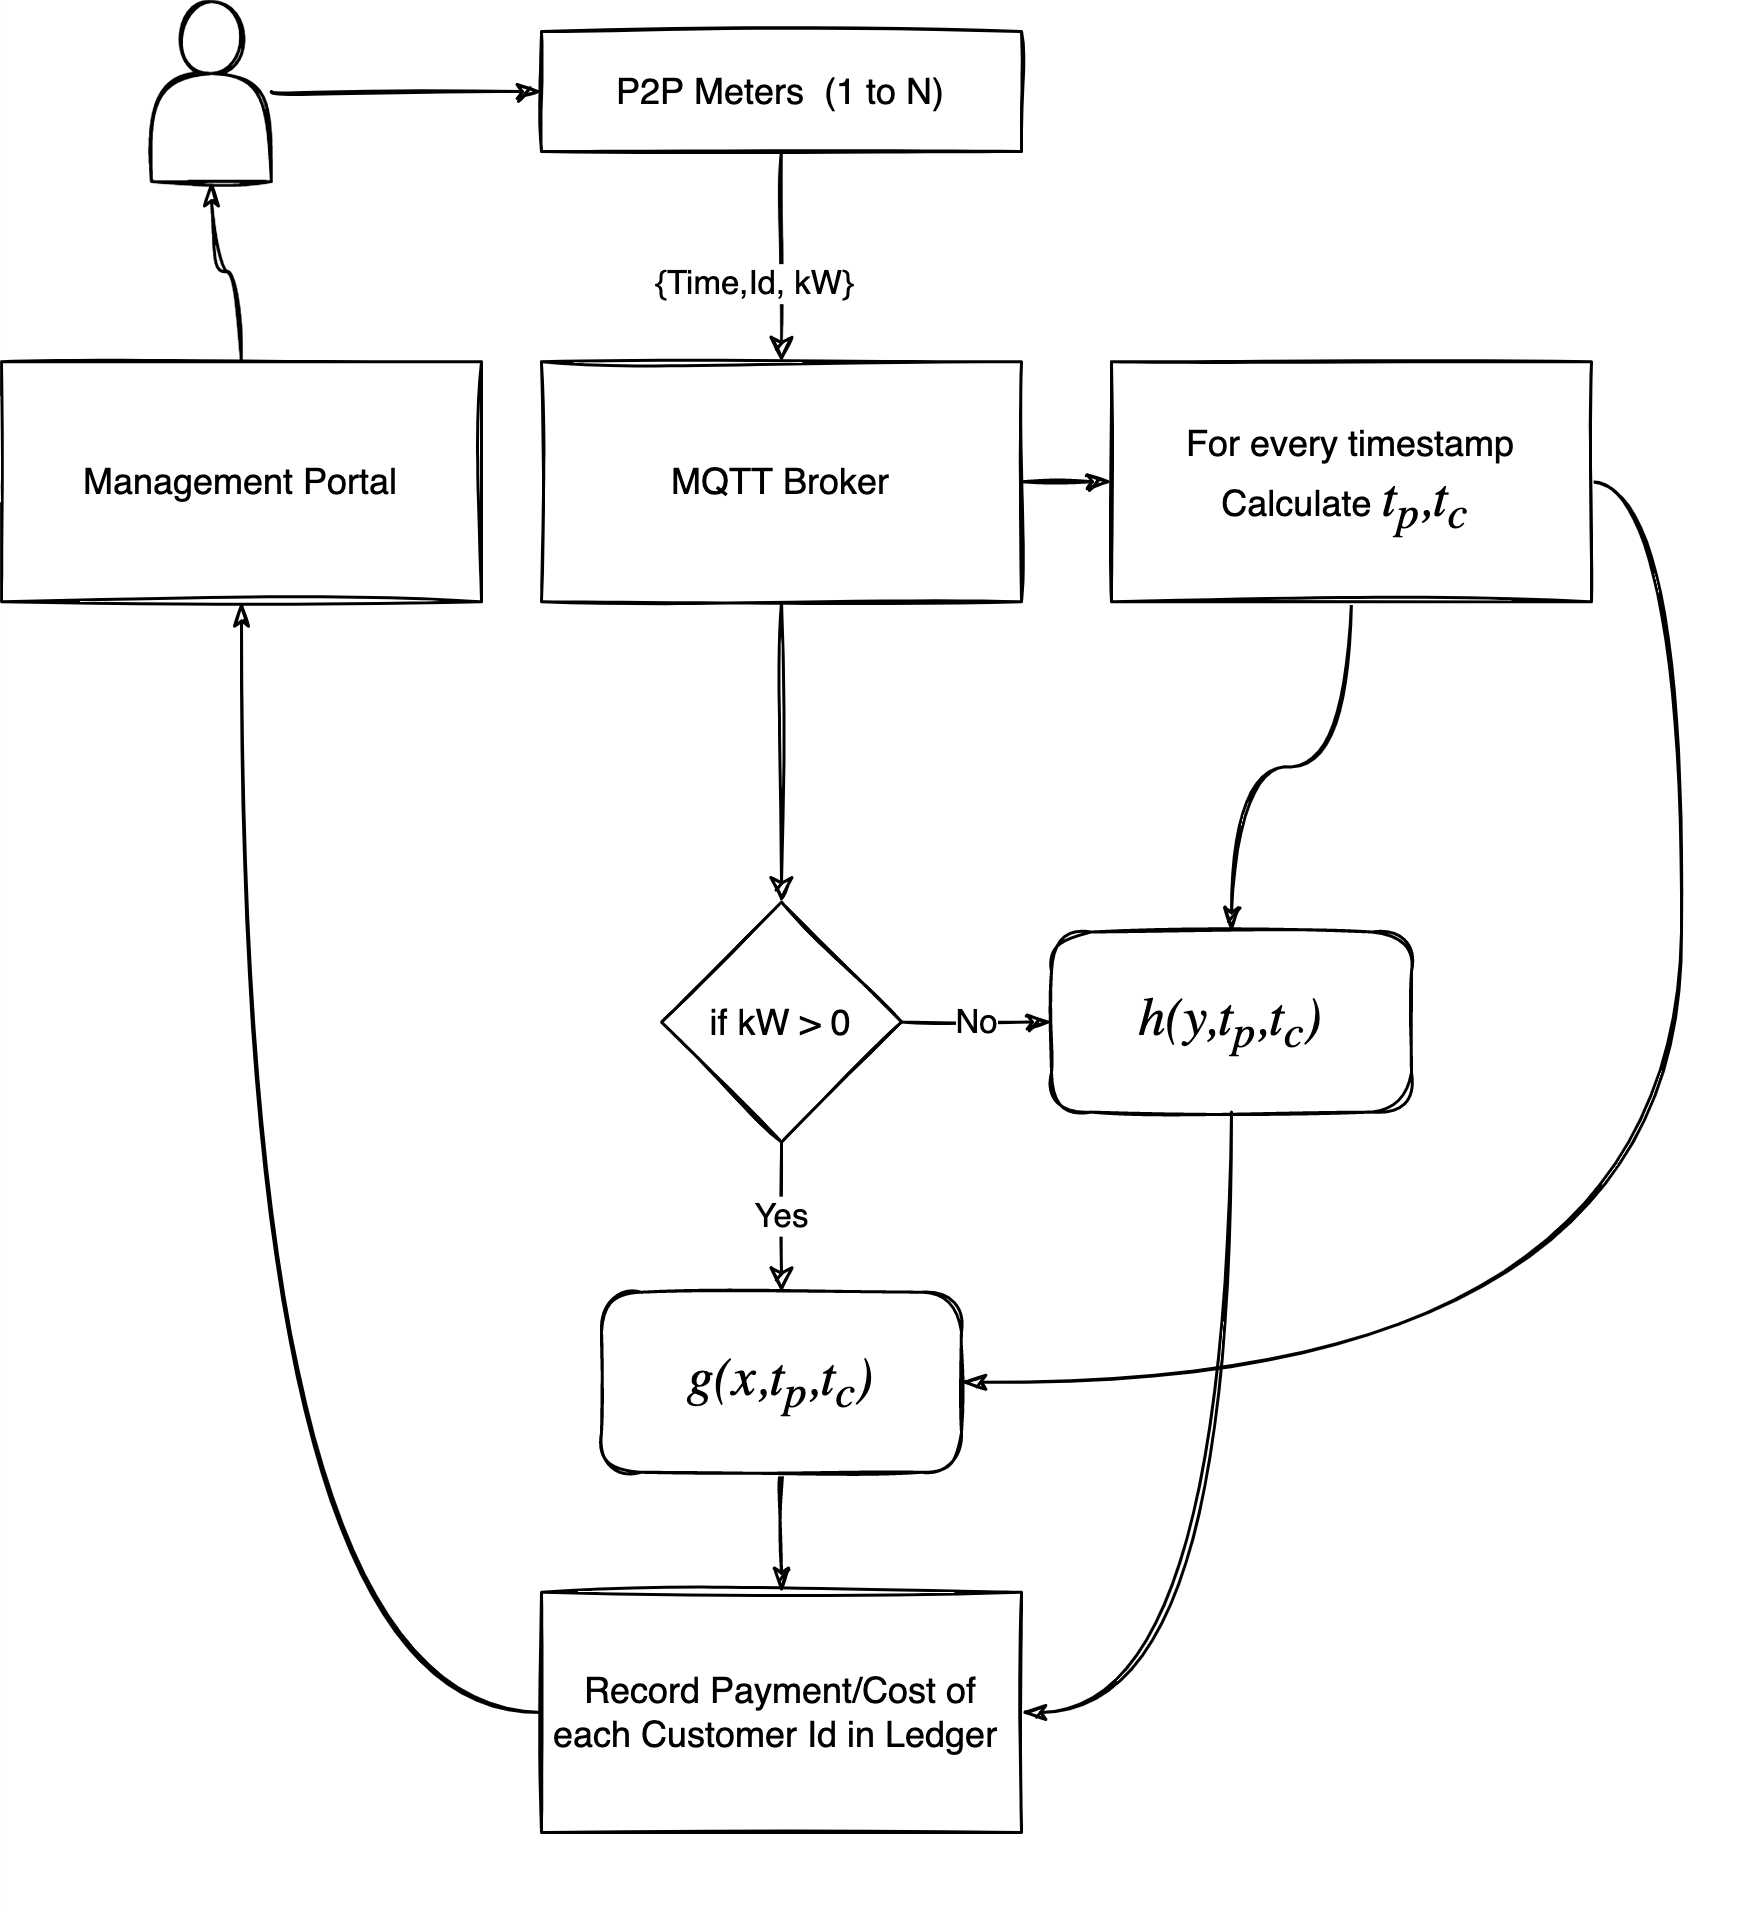 P2P Meters (1 to N)
{Time,Id, kW}
Management Portal
MQTT Broker
For every timestamp
Calculate t_p,t_c
if kW > 0
No
h(y,t_p,t_c)
Yes
g(x,t_p,t_c)
Record Payment/Cost of
each Customer Id in Ledger